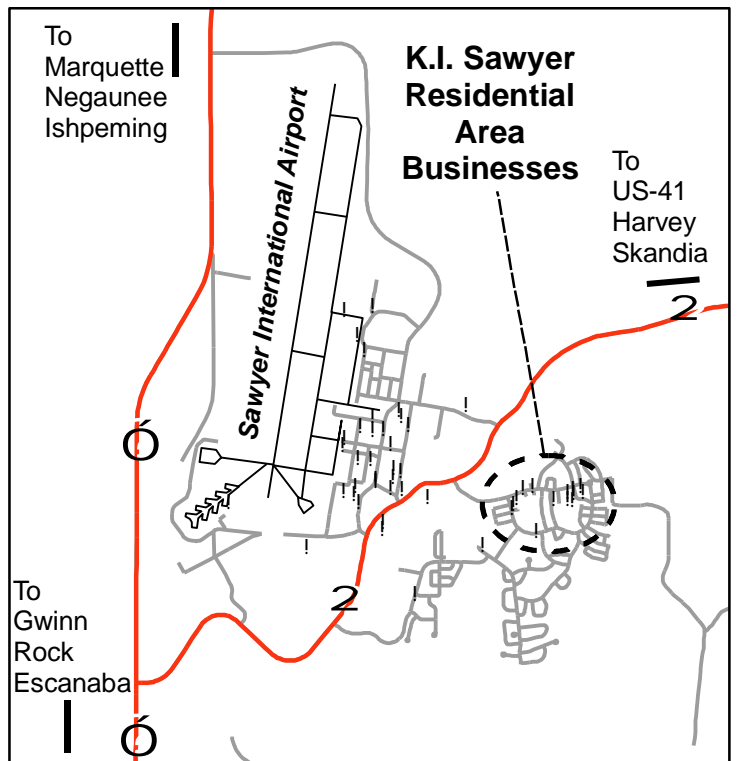 To
Marquette
Negaunee
Ishpeming
K.I. Sawyer
Residential
Area
Businesses
To
US-41
Harvey
Skandia
2
Sawyer International Airport
Ó
2
To
Gwinn
Rock
Escanaba
Ó